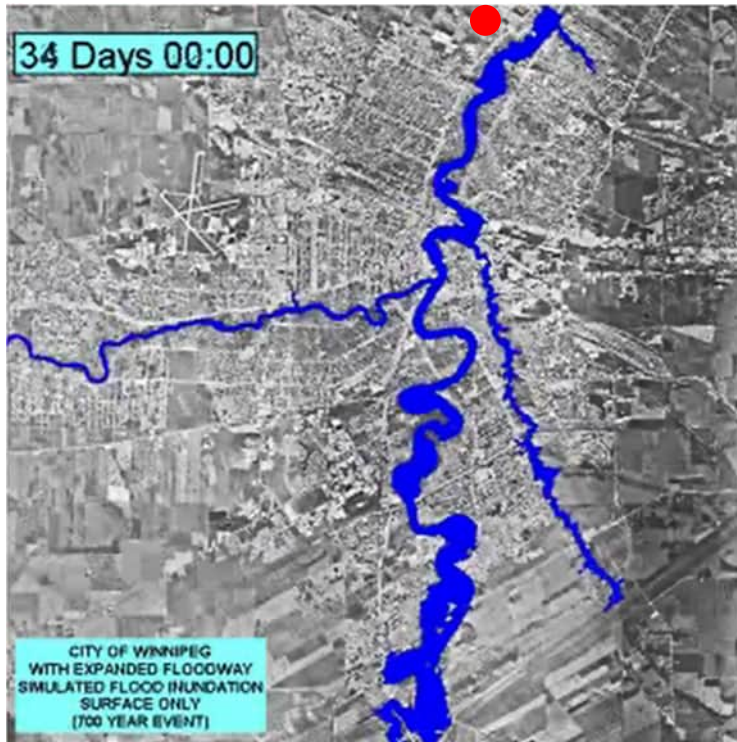 34 Days 00:00
CITY OF WINNIPEG
WITH EXPANDED FLOODWAY
SIMULATED FLOOD INUNDATION
SURFACE ONLY
(700 YEAR EVENT)